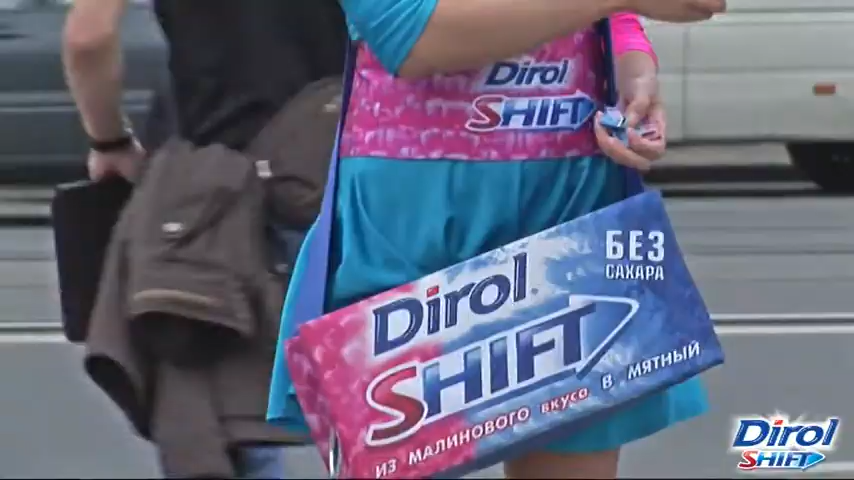 Dirol
SHIFT
БЕЗ
САХАРА
Dirol
SHIFT
ИЗ МАЛИНОВОГО ВКУСА В МЯТНЫЙ
Dirol
SHIFT